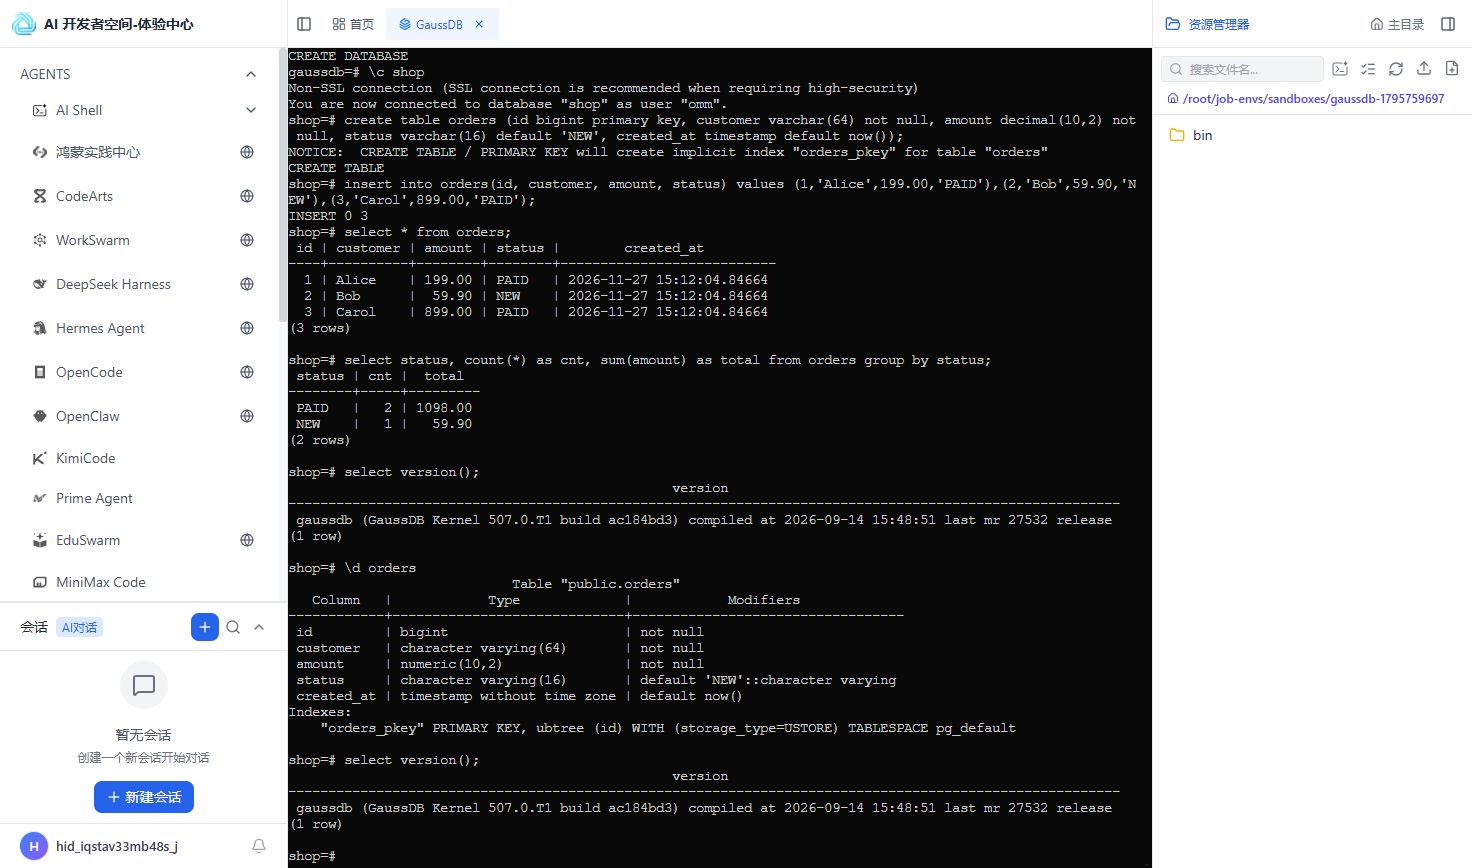 AI 开发者空间-体验中心
AGENTS
AI Shell
鸿蒙实践中心
CodeArts
WorkSwarm
DeepSeek Harness
Hermes Agent
OpenCode
OpenClaw
KimiCode
Prime Agent
EduSwarm
MiniMax Code
会话 AI对话
暂无会话
创建一个新会话开始对话
+ 新建会话
H hid_iqstav33mb48s_j
首页 GaussDB ×
CREATE DATABASE
gaussdb=# \c shop
Non-SSL connection (SSL connection is recommended when requiring high-security)
You are now connected to database "shop" as user "omm".
shop=# create table orders (id bigint primary key, customer varchar(64) not null, amount decimal(10,2) not
 null, status varchar(16) default 'NEW', created_at timestamp default now());
NOTICE:  CREATE TABLE / PRIMARY KEY will create implicit index "orders_pkey" for table "orders"
CREATE TABLE
shop=# insert into orders(id, customer, amount, status) values (1,'Alice',199.00,'PAID'),(2,'Bob',59.90,'N
EW'),(3,'Carol',899.00,'PAID');
INSERT 0 3
shop=# select * from orders;
 id | customer | amount | status |        created_at
----+----------+--------+--------+---------------------------
  1 | Alice    | 199.00 | PAID   | 2026-11-27 15:12:04.84664
  2 | Bob      |  59.90 | NEW    | 2026-11-27 15:12:04.84664
  3 | Carol    | 899.00 | PAID   | 2026-11-27 15:12:04.84664
(3 rows)
shop=# select status, count(*) as cnt, sum(amount) as total from orders group by status;
 status | cnt |  total
--------+-----+---------
 PAID   |   2 | 1098.00
 NEW    |   1 |   59.90
(2 rows)
shop=# select version();
                                                version
--------------------------------------------------------------------------------------------------------
 gaussdb (GaussDB Kernel 507.0.T1 build ac184bd3) compiled at 2026-09-14 15:48:51 last mr 27532 release
(1 row)
shop=# \d orders
                            Table "public.orders"
   Column   |            Type             |            Modifiers
------------+-----------------------------+----------------------------------
 id         | bigint                      | not null
 customer   | character varying(64)       | not null
 amount     | numeric(10,2)               | not null
 status     | character varying(16)       | default 'NEW'::character varying
 created_at | timestamp without time zone | default now()
Indexes:
    "orders_pkey" PRIMARY KEY, ubtree (id) WITH (storage_type=USTORE) TABLESPACE pg_default
shop=# select version();
                                                version
--------------------------------------------------------------------------------------------------------
 gaussdb (GaussDB Kernel 507.0.T1 build ac184bd3) compiled at 2026-09-14 15:48:51 last mr 27532 release
(1 row)
shop=#
资源管理器 主目录
搜索文件名...
/root/job-envs/sandboxes/gaussdb-1795759697
bin